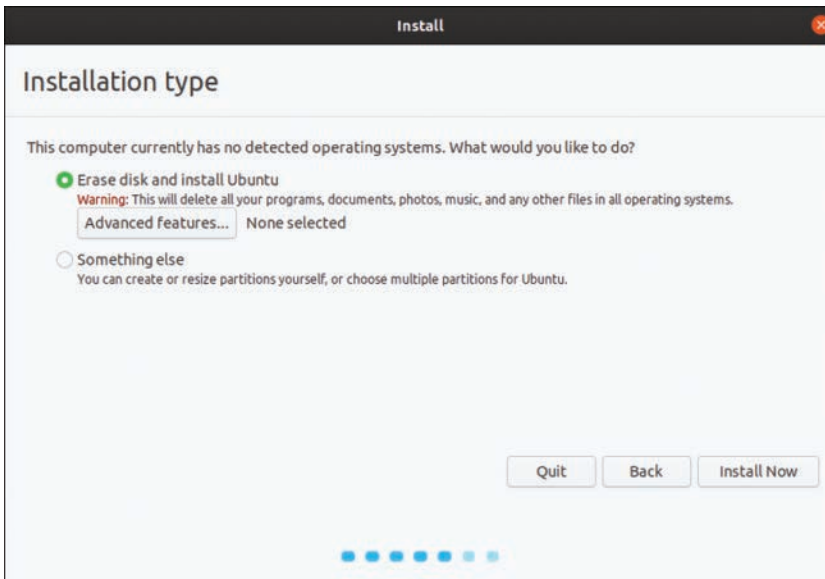 Install
Installation type
This computer currently has no detected operating systems. What would you like to do?
Erase disk and install Ubuntu
Warning: This will delete all your programs, documents, photos, music, and any other files in all operating systems.
Advanced features... None selected
Something else
You can create or resize partitions yourself, or choose multiple partitions for Ubuntu.
Quit Back Install Now